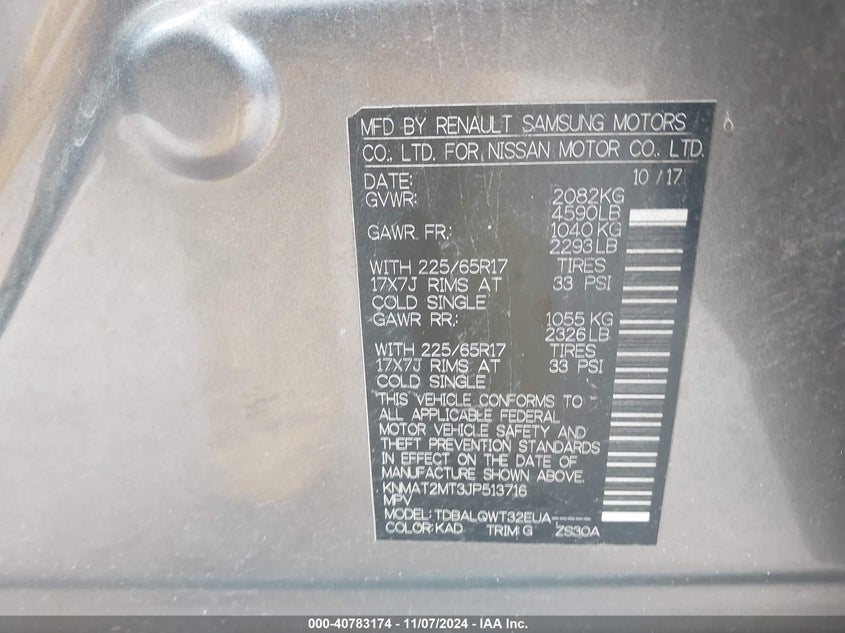 MFD BY RENAULT SAMSUNG MOTORS
CO., LTD. FOR NISSAN MOTOR CO., LTD.
DATE: 10/17
GVWR: 2082KG
4590LB
GAWR FR: 1040 KG
2293 LB
WITH 225/65R17 TIRES
17X7J RIMS AT 33 PSI
COLD SINGLE
GAWR RR.: 1055 KG
2326 LB
WITH 225/65R17 TIRES
17X7J RIMS AT 33 PSI
COLD SINGLE
THIS VEHICLE CONFORMS TO
ALL APPLICABLE FEDERAL
MOTOR VEHICLE SAFETY AND
THEFT PREVENTION STANDARDS
IN EFFECT ON THE DATE OF
MANUFACTURE SHOWN ABOVE.
KNMAT2MT3JP513716
MPV
MODEL: TDBALQWT32EUA-----
COLOR: KAD TRIM: G ZS30A
000-40783174 — 11/07/2024 — IAA Inc.